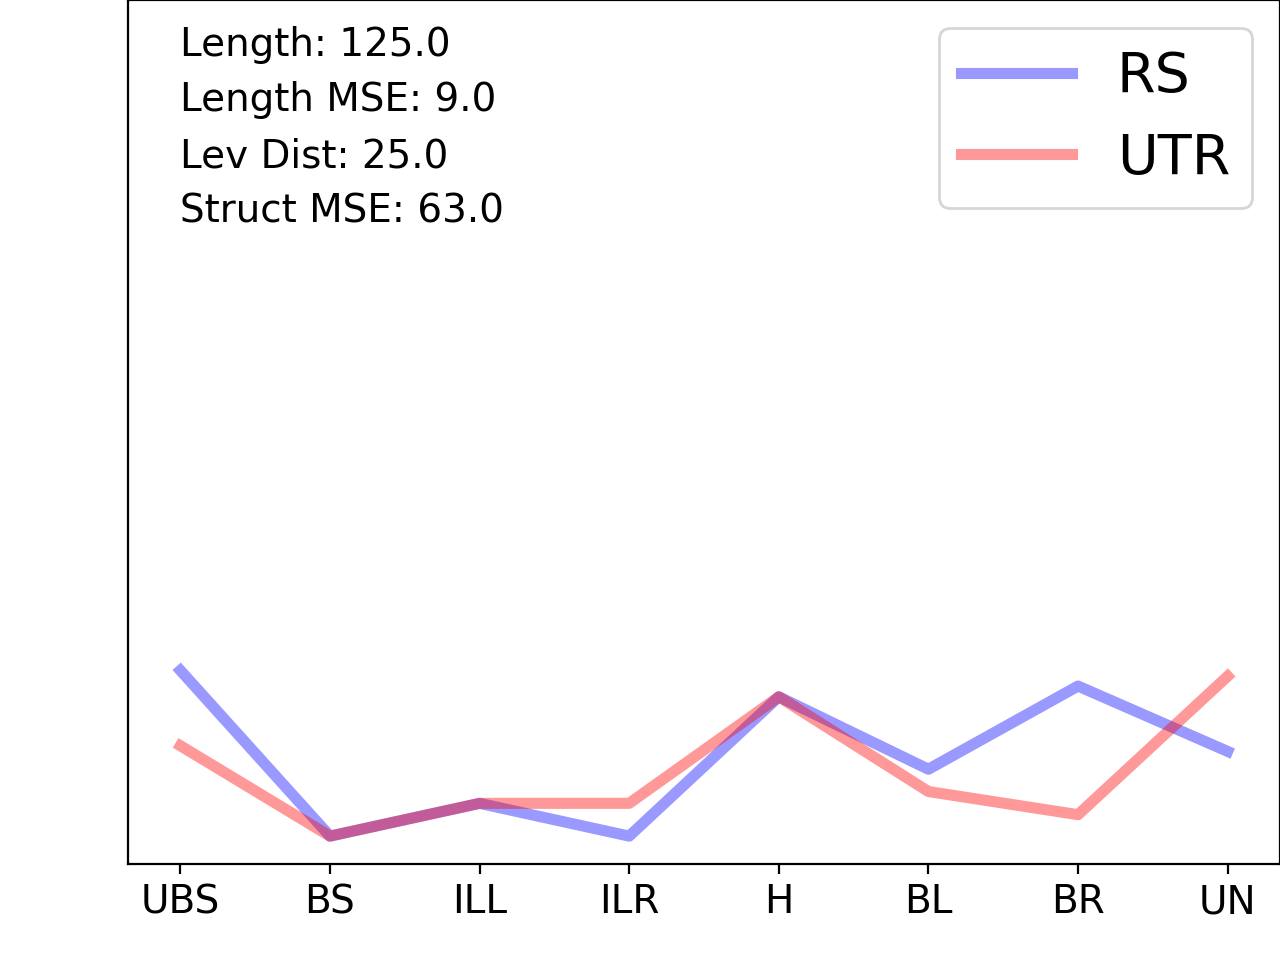 Length: 125.0
Length MSE: 9.0
Lev Dist: 25.0
Struct MSE: 63.0
RS
UTR
UBS BS ILL ILR H BL BR UN